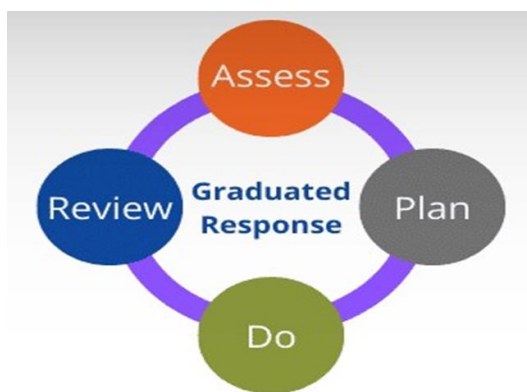 Assess
Review
Graduated
Response
Plan
Do